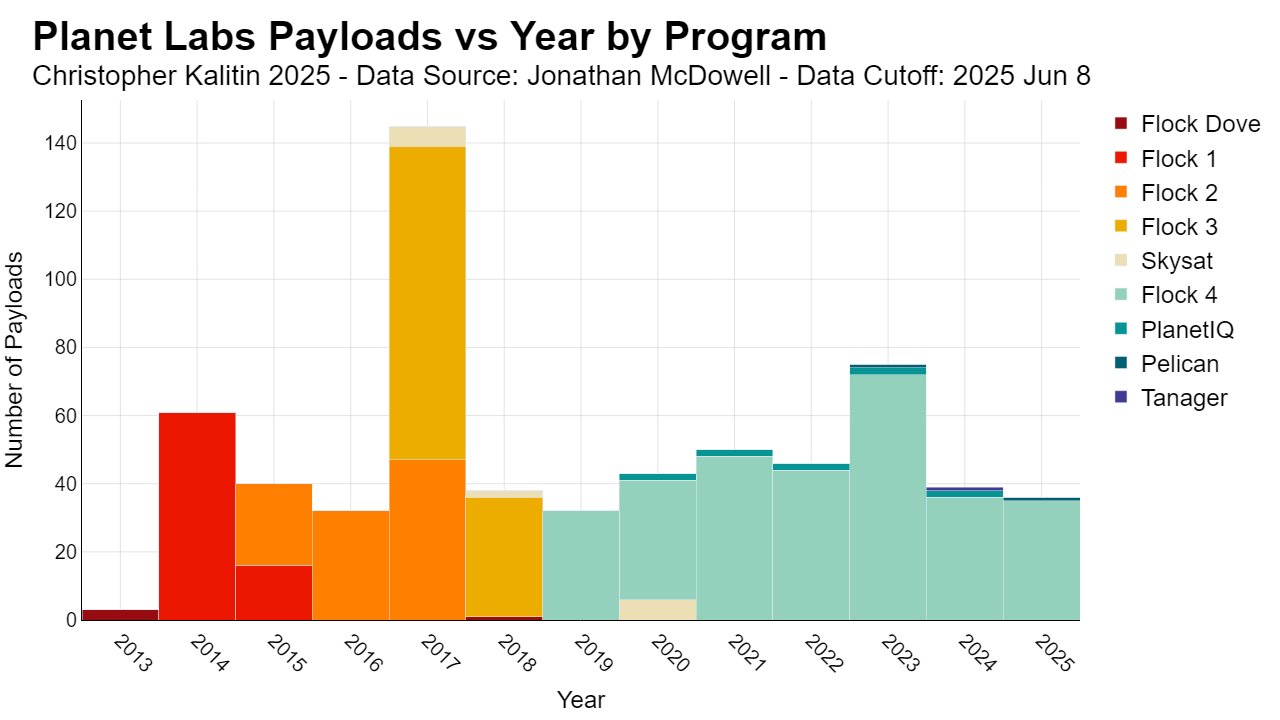 Planet Labs Payloads vs Year by Program
Christopher Kalitin 2025 - Data Source: Jonathan McDowell - Data Cutoff: 2025 Jun 8
Number of Payloads
140
120
100
80
60
40
20
0
2013
2014
2015
2016
2017
2018
2019
2020
2021
2022
2023
2024
2025
Year
Flock Dove
Flock 1
Flock 2
Flock 3
Skysat
Flock 4
PlanetIQ
Pelican
Tanager